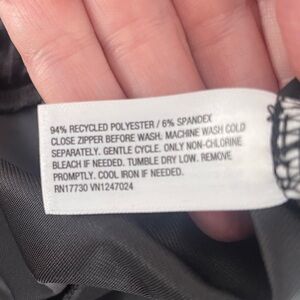 94% RECYCLED POLYESTER / 6% SPANDEX
CLOSE ZIPPER BEFORE WASH: MACHINE WASH COLD
SEPARATELY. GENTLE CYCLE. ONLY NON-CHLORINE
BLEACH IF NEEDED. TUMBLE DRY LOW. REMOVE
PROMPTLY. COOL IRON IF NEEDED.
RN17730 VN1247024